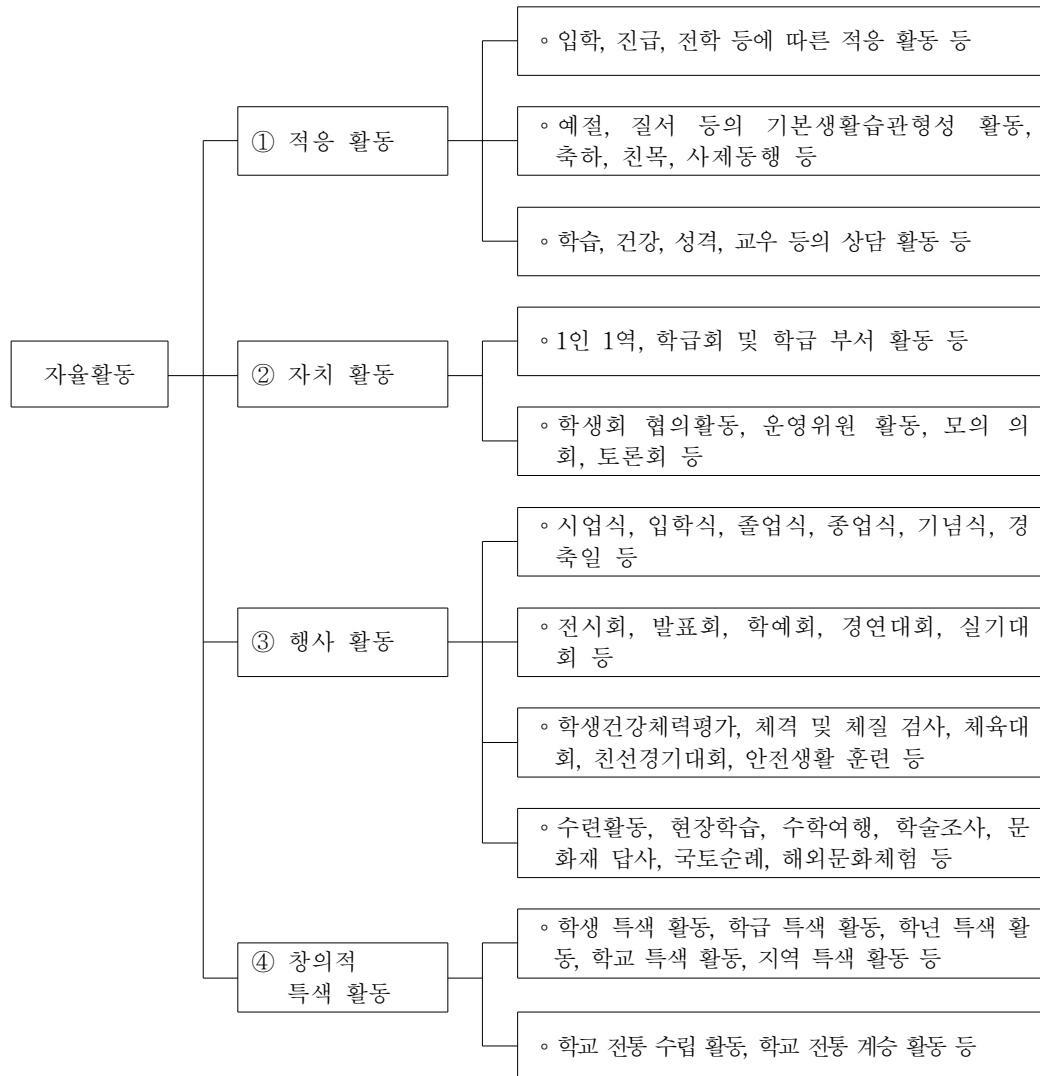 ◦ 입학, 진급, 전학 등에 따른 적응 활동 등
① 적응 활동
◦ 예절, 질서 등의 기본생활습관형성 활동,
축하, 친목, 사제동행 등
◦ 학습, 건강, 성격, 교우 등의 상담 활동 등
자율활동
② 자치 활동
◦ 1인 1역, 학급회 및 학급 부서 활동 등
◦ 학생회 협의활동, 운영위원 활동, 모의 의
회, 토론회 등
③ 행사 활동
◦ 시업식, 입학식, 졸업식, 종업식, 기념식, 경
축일 등
◦ 전시회, 발표회, 학예회, 경연대회, 실기대
회 등
◦ 학생건강체력평가, 체격 및 체질 검사, 체육대
회, 친선경기대회, 안전생활 훈련 등
◦ 수련활동, 현장학습, 수학여행, 학술조사, 문
화재 답사, 국토순례, 해외문화체험 등
④ 창의적
특색 활동
◦ 학생 특색 활동, 학급 특색 활동, 학년 특색 활
동, 학교 특색 활동, 지역 특색 활동 등
◦ 학교 전통 수립 활동, 학교 전통 계승 활동 등